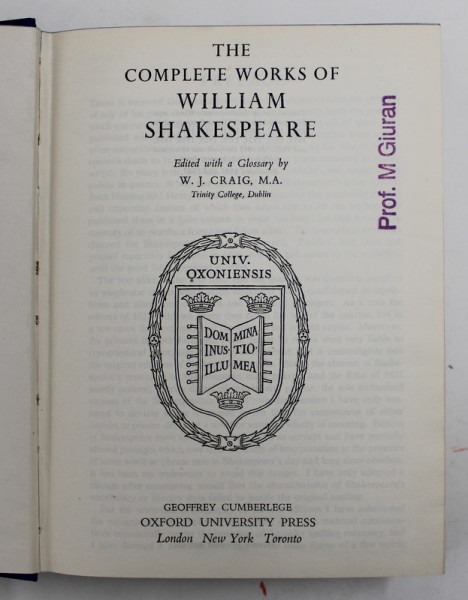 THE
COMPLETE WORKS OF
WILLIAM
SHAKESPEARE
Edited with a Glossary by
W. J. CRAIG, M.A.
Trinity College, Dublin
Prof. M Giuran
UNIV.
OXONIENSIS
DOM MINA
INUS· TIO·
ILLU MEA
GEOFFREY CUMBERLEGE
OXFORD UNIVERSITY PRESS
London New York Toronto